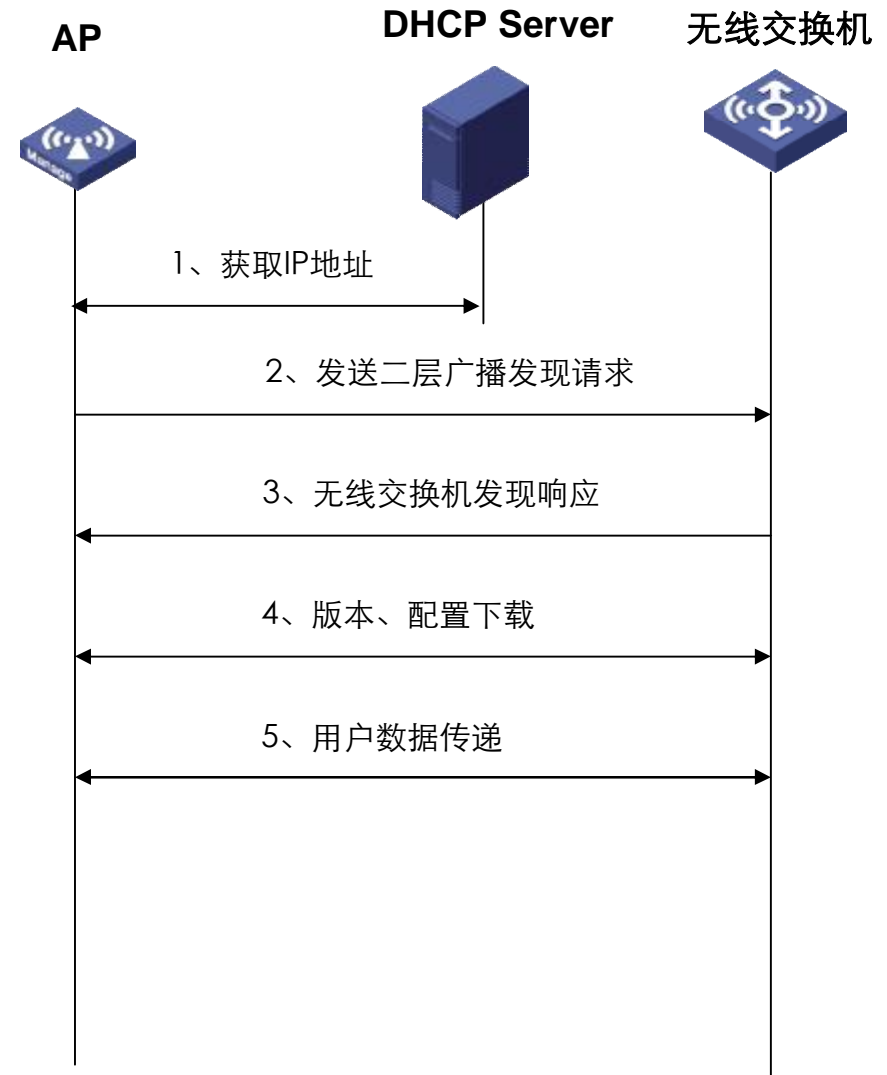 AP
DHCP Server
无线交换机
Manage
1、获取IP地址
2、发送二层广播发现请求
3、无线交换机发现响应
4、版本、配置下载
5、用户数据传递